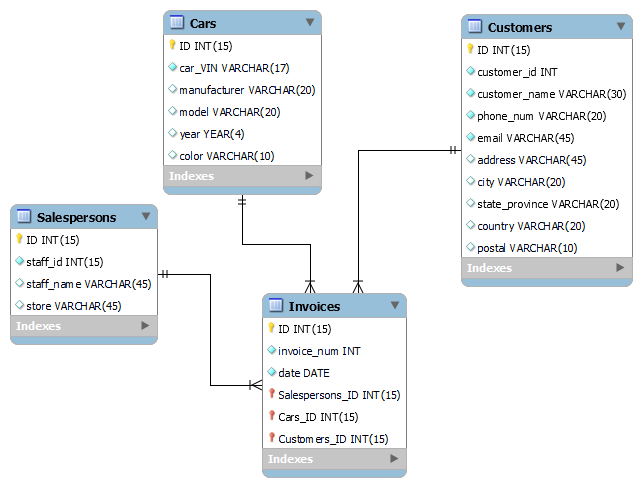 Cars
ID INT(15)
car_VIN VARCHAR(17)
manufacturer VARCHAR(20)
model VARCHAR(20)
year YEAR(4)
color VARCHAR(10)
Indexes
Customers
ID INT(15)
customer_id INT
customer_name VARCHAR(30)
phone_num VARCHAR(20)
email VARCHAR(45)
address VARCHAR(45)
city VARCHAR(20)
state_province VARCHAR(20)
country VARCHAR(20)
postal VARCHAR(10)
Indexes
Salespersons
ID INT(15)
staff_id INT(15)
staff_name VARCHAR(45)
store VARCHAR(45)
Indexes
Invoices
ID INT(15)
invoice_num INT
date DATE
Salespersons_ID INT(15)
Cars_ID INT(15)
Customers_ID INT(15)
Indexes